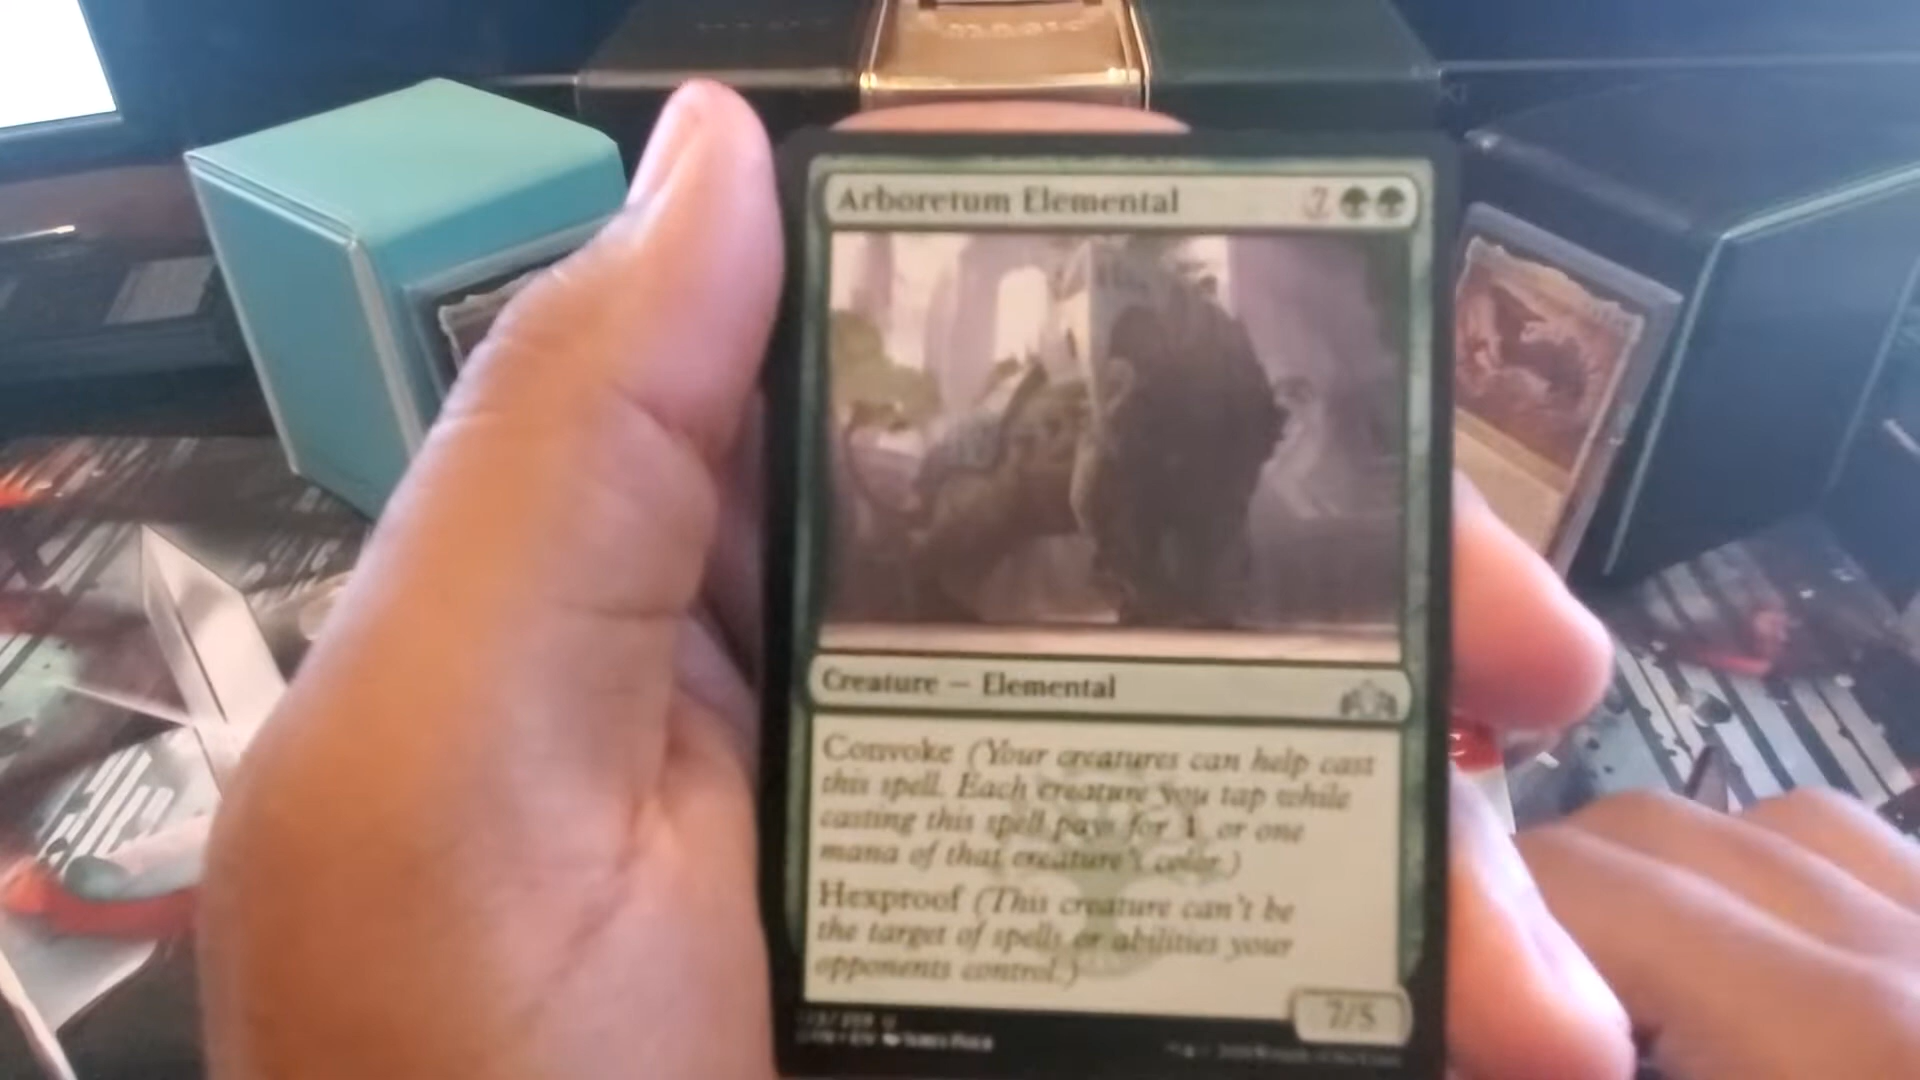 Arboretum Elemental 7
Creature — Elemental
Convoke (Your creatures can help cast
this spell. Each creature you tap while
casting this spell pays for 1 or one
mana of that creature's color.)
Hexproof (This creature can't be
the target of spells or abilities your
opponents control.)
7/5